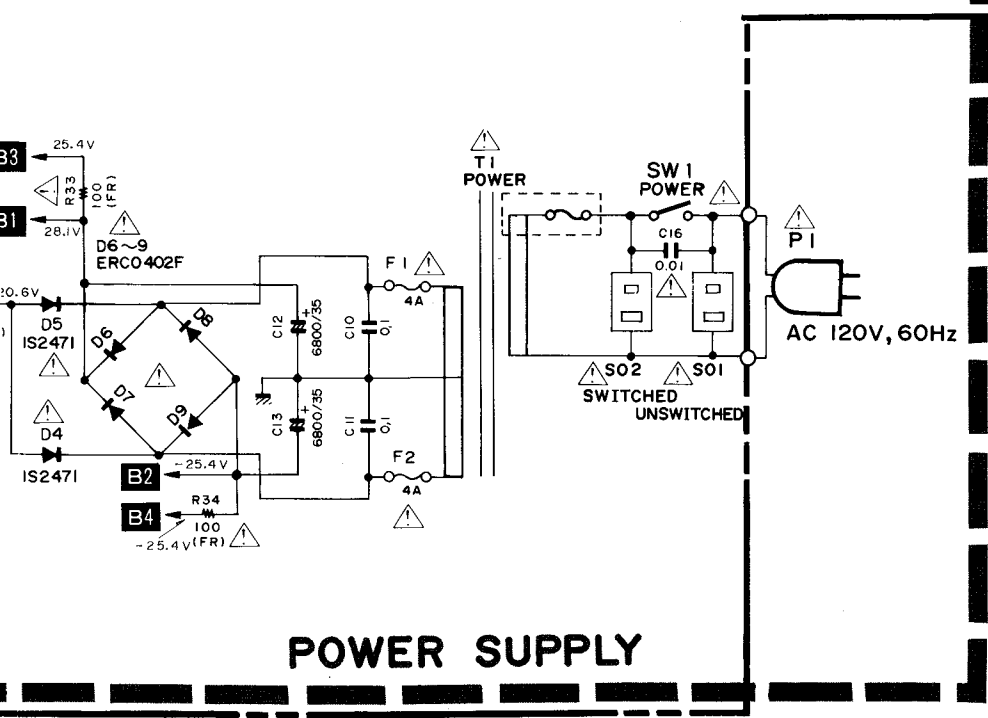 B3
25.4V
R33
100
(FR)
B1
28.1V
D6~9
ERC0402F
20.6V
D5
1S2471
D6
D8
D7
D9
D4
1S2471
C12
6800/35
C10
0.1
C13
6800/35
C11
0.1
F1
4A
F2
4A
B2
-25.4V
B4
R34
100
(FR)
-25.4V
T1
POWER
SW1
POWER
C16
0.01
P1
AC 120V, 60Hz
SO2
SWITCHED
SO1
UNSWITCHED
POWER SUPPLY